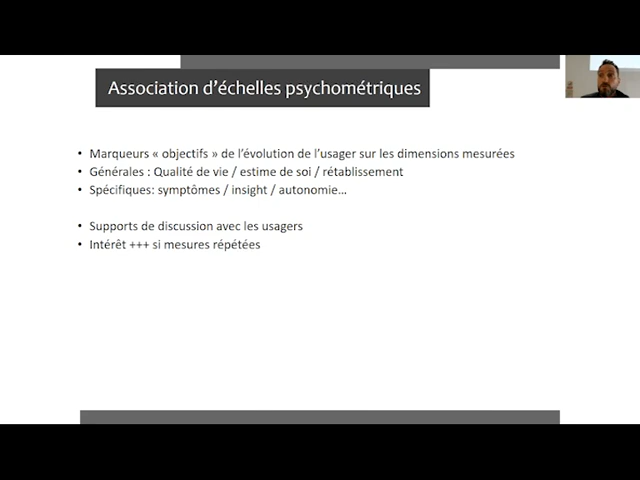 Association d'échelles psychométriques
• Marqueurs « objectifs » de l'évolution de l'usager sur les dimensions mesurées
• Générales : Qualité de vie / estime de soi / rétablissement
• Spécifiques: symptômes / insight / autonomie...
• Supports de discussion avec les usagers
• Intérêt +++ si mesures répétées